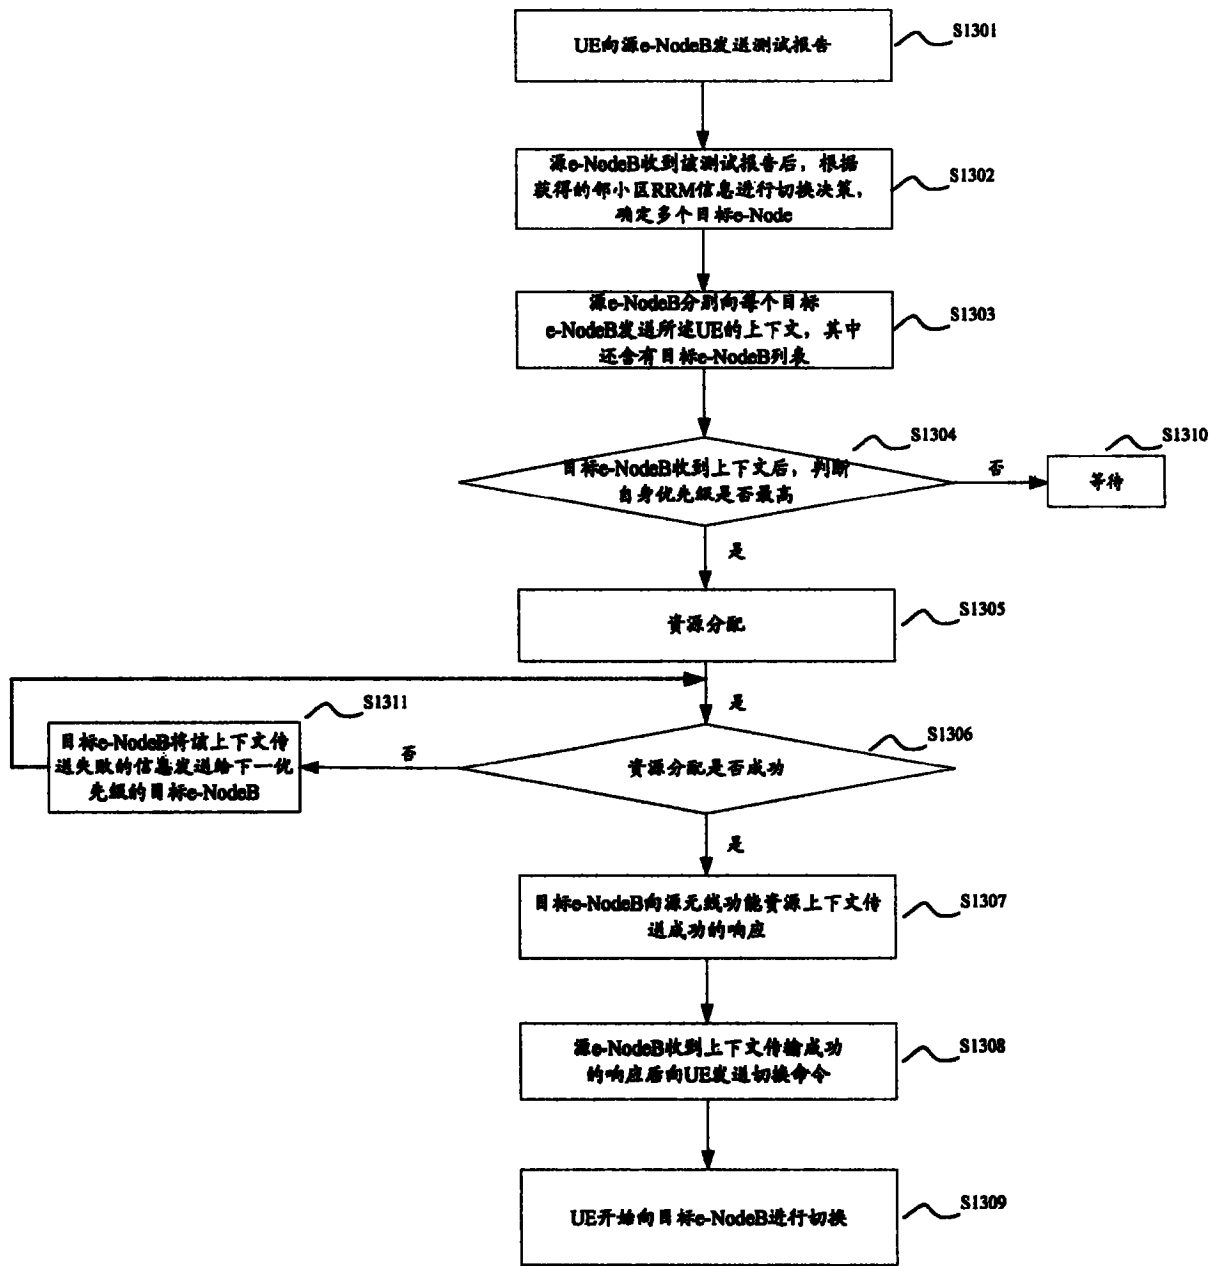 UE向源e-NodeB发送测试报告
S1301
源e-NodeB收到该测试报告后，根据
获得的邻小区RRM信息进行切换决策，
确定多个目标e-Node
S1302
源e-NodeB分别向每个目标
e-NodeB发送所述UE的上下文，其中
还含有目标e-NodeB列表
S1303
目标e-NodeB收到上下文后，判断
自身优先级是否最高
S1304
否
等待
S1310
是
资源分配
S1305
是
资源分配是否成功
S1306
否
目标e-NodeB将该上下文传
送失败的信息发送给下一优
先级的目标e-NodeB
S1311
是
目标e-NodeB向源无线功能资源上下文传
送成功的响应
S1307
源e-NodeB收到上下文传输成功
的响应后向UE发送切换命令
S1308
UE开始向目标e-NodeB进行切换
S1309